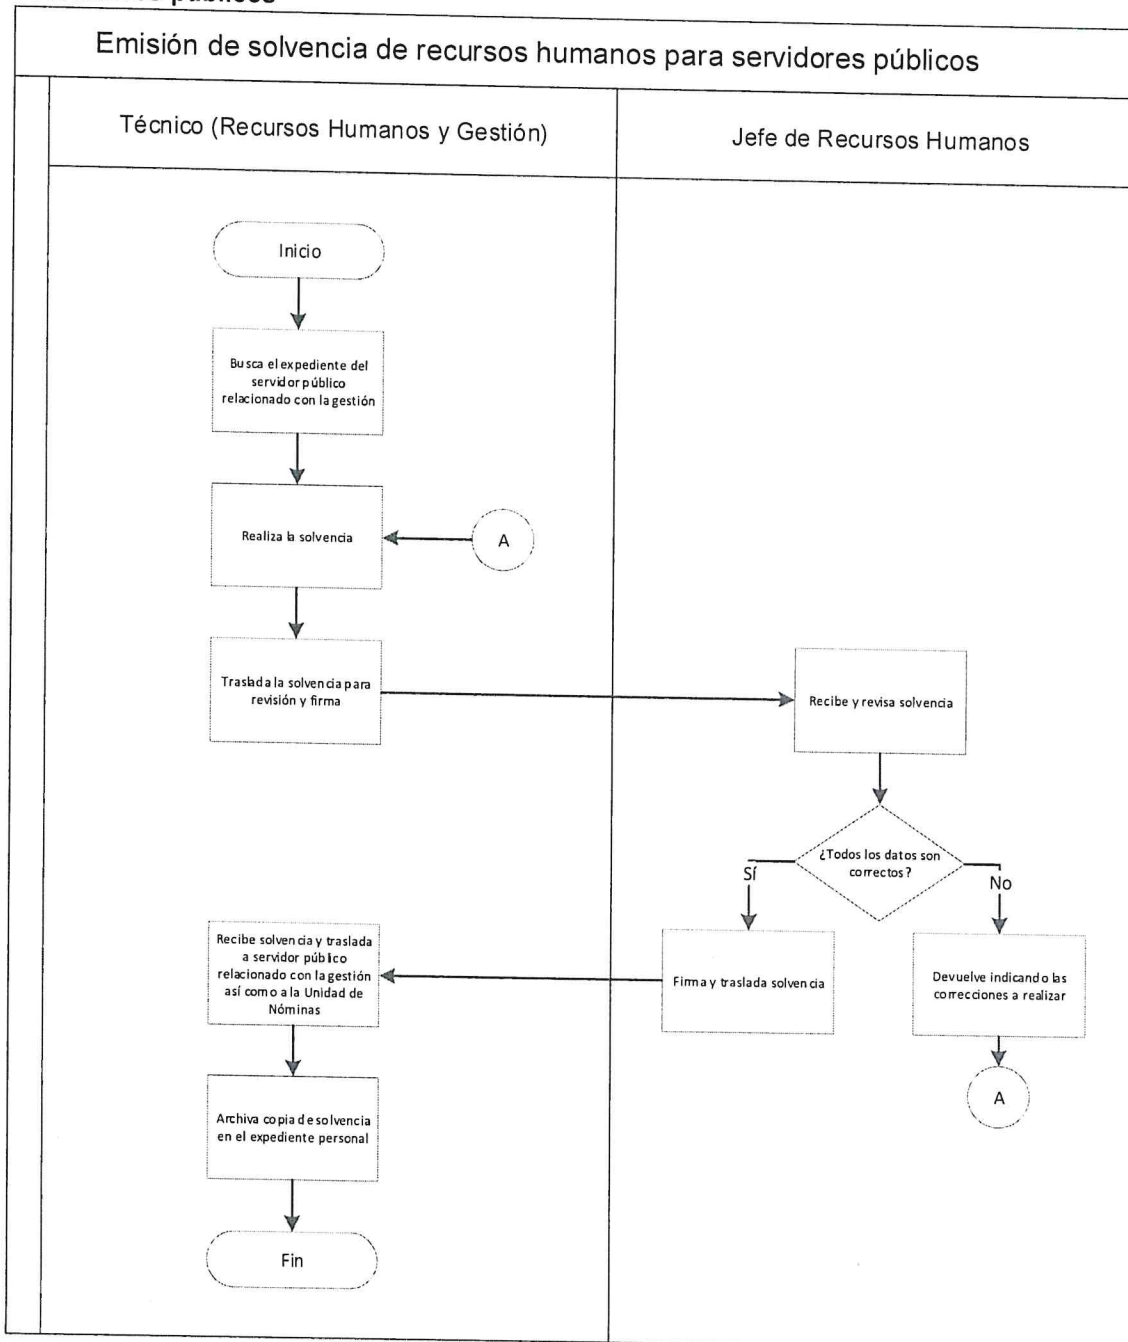 públicos
Emisión de solvencia de recursos humanos para servidores públicos
Técnico (Recursos Humanos y Gestión)
Jefe de Recursos Humanos
Inicio
Busca el expediente del
servidor público
relacionado con la gestión
Realiza la solvencia
A
Traslada la solvencia para
revisión y firma
Recibe y revisa solvencia
¿Todos los datos son
correctos?
Sí
No
Firma y traslada solvencia
Devuelve indicando las
correcciones a realizar
A
Recibe solvencia y traslada
a servidor público
relacionado con la gestión
así como a la Unidad de
Nóminas
Archiva copia de solvencia
en el expediente personal
Fin